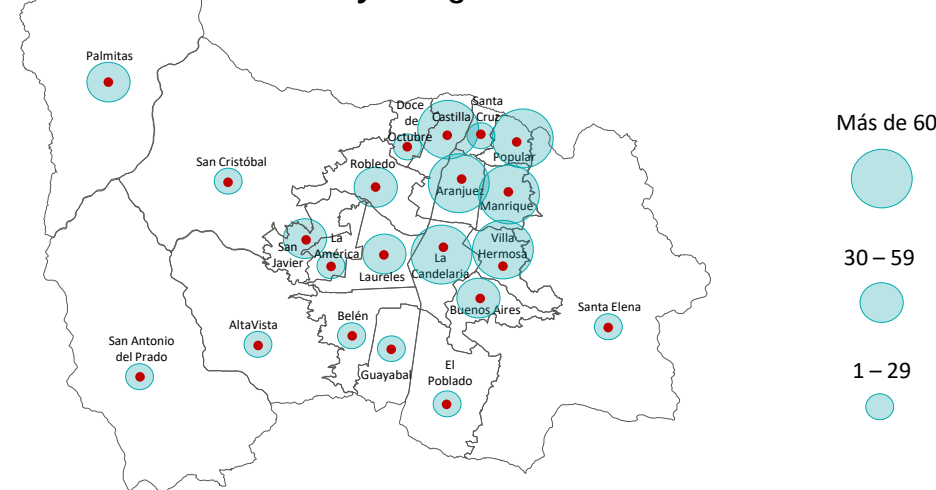 Palmitas
Doce
de
Octubre
Castilla
Santa
Cruz
Popular
San Cristóbal
Robledo
Aranjuez
Manrique
San
Javier
La
América
Laureles
La
Candelaria
Villa
Hermosa
Buenos Aires
Santa Elena
AltaVista
Belén
San Antonio
del Prado
Guayabal
El
Poblado
Más de 60
30 – 59
1 – 29